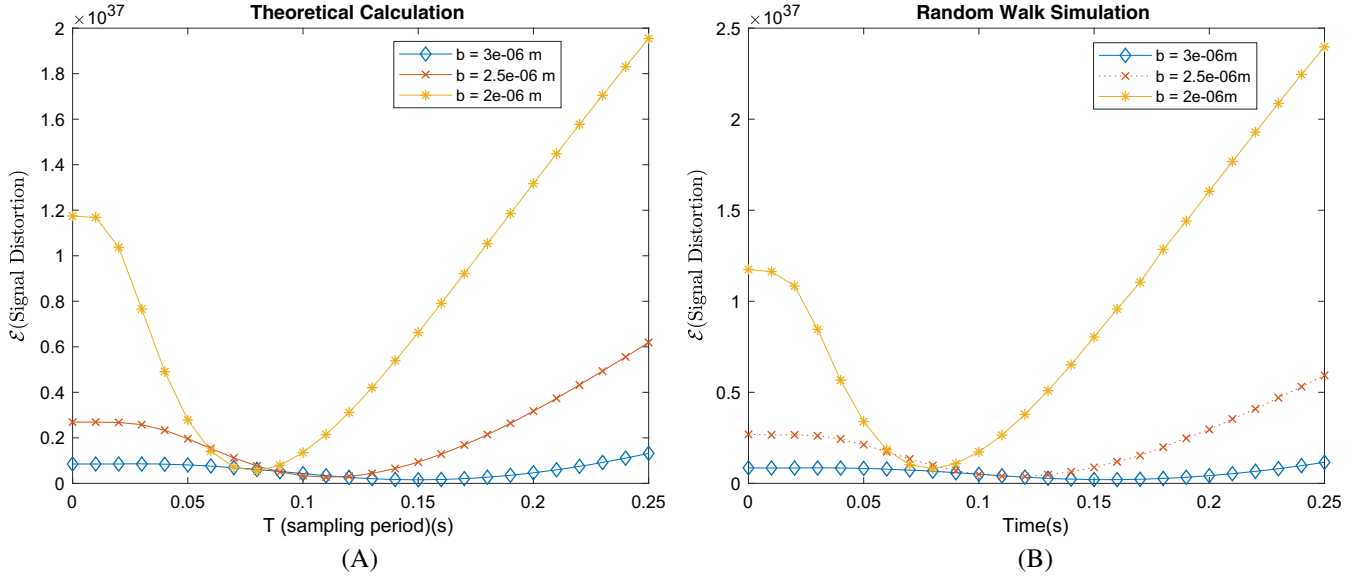 Theoretical Calculation
×10^37
2
1.8
1.6
1.4
1.2
1
0.8
0.6
0.4
0.2
0
ℰ(Signal Distortion)
b = 3e-06 m
b = 2.5e-06 m
b = 2e-06 m
0 0.05 0.1 0.15 0.2 0.25
T (sampling period)(s)
(A)
Random Walk Simulation
×10^37
2.5
2
1.5
1
0.5
0
ℰ(Signal Distortion)
b = 3e-06m
b = 2.5e-06m
b = 2e-06m
0 0.05 0.1 0.15 0.2 0.25
Time(s)
(B)